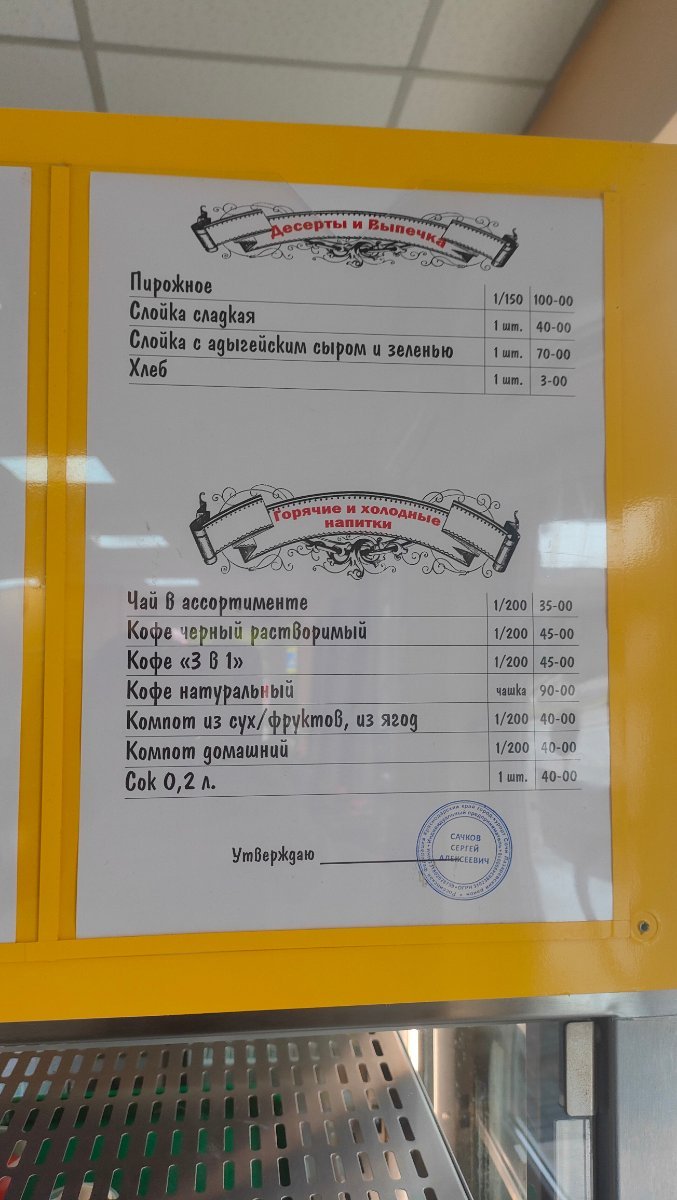 Десерты и Выпечка
Пирожное 1/150 100-00
Слойка сладкая 1 шт. 40-00
Слойка с адыгейским сыром и зеленью 1 шт. 70-00
Хлеб 1 шт. 3-00
Горячие и холодные
напитки
Чай в ассортименте 1/200 35-00
Кофе черный растворимый 1/200 45-00
Кофе «3 в 1» 1/200 45-00
Кофе натуральный чашка 90-00
Компот из сух/фруктов, из ягод 1/200 40-00
Компот домашний 1/200 40-00
Сок 0,2 л. 1 шт. 40-00
Утверждаю
САЧКОВ
СЕРГЕЙ
АЛЕКСЕЕВИЧ